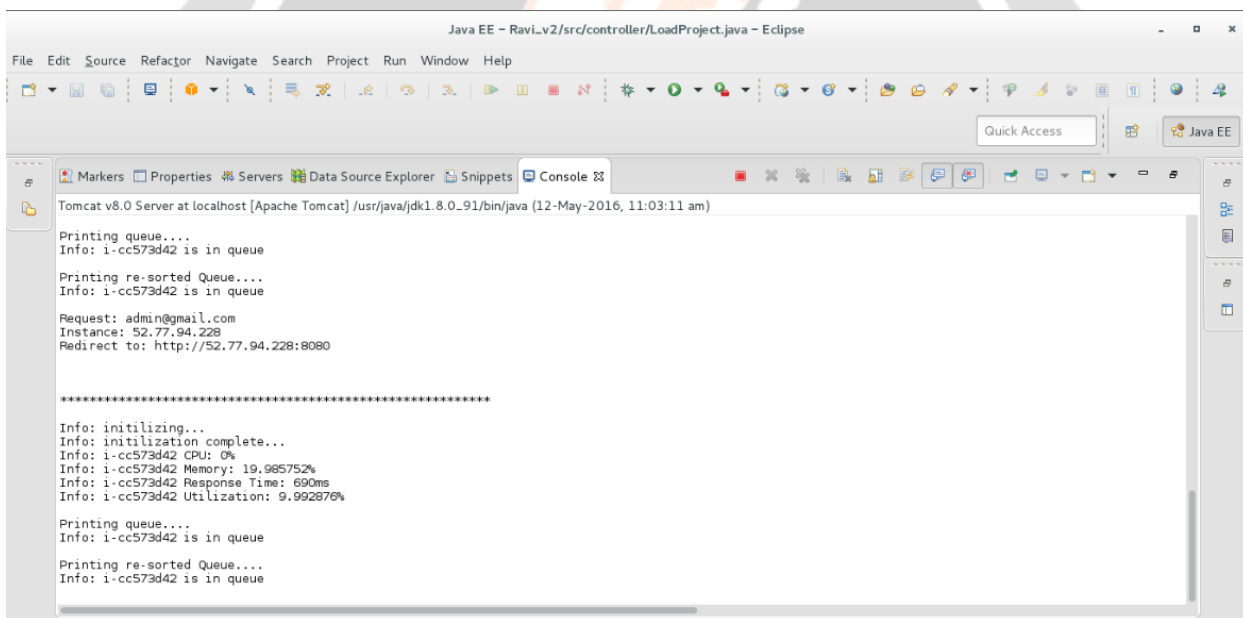 Java EE – Ravi_v2/src/controller/LoadProject.java – Eclipse
File Edit Source Refactor Navigate Search Project Run Window Help
Quick Access
Java EE
Markers Properties Servers Data Source Explorer Snippets Console
Tomcat v8.0 Server at localhost [Apache Tomcat] /usr/java/jdk1.8.0_91/bin/java (12-May-2016, 11:03:11 am)
Printing queue....
Info: i-cc573d42 is in queue
Printing re-sorted Queue....
Info: i-cc573d42 is in queue
Request: admin@gmail.com
Instance: 52.77.94.228
Redirect to: http://52.77.94.228:8080
***********************************************************
Info: initilizing...
Info: initilization complete...
Info: i-cc573d42 CPU: 0%
Info: i-cc573d42 Memory: 19.985752%
Info: i-cc573d42 Response Time: 690ms
Info: i-cc573d42 Utilization: 9.992876%
Printing queue....
Info: i-cc573d42 is in queue
Printing re-sorted Queue....
Info: i-cc573d42 is in queue